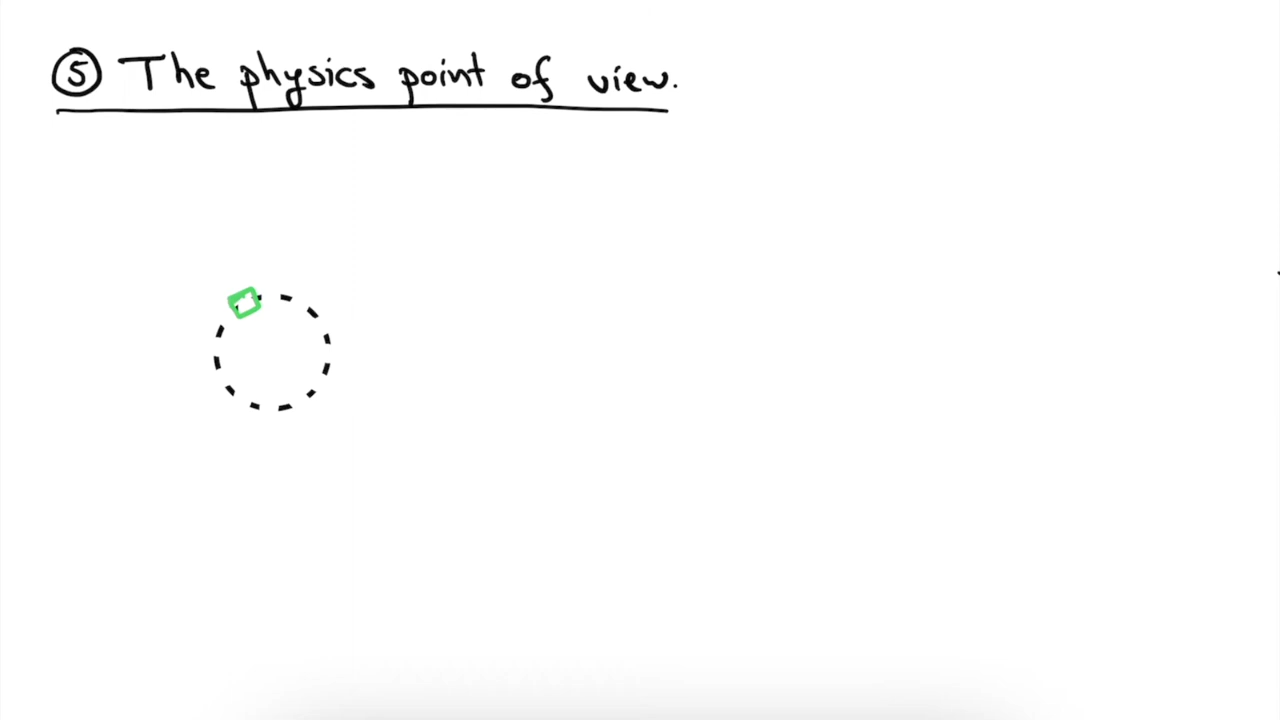 ⑤ The physics point of view.